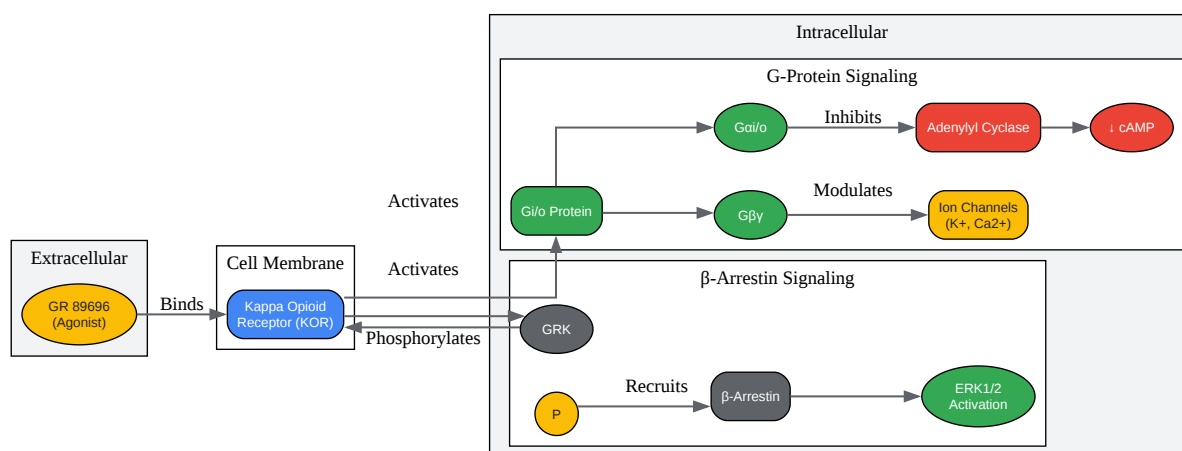 Intracellular
G-Protein Signaling
Gαi/o
Inhibits
Adenylyl Cyclase
↓ cAMP
Activates
Gi/o Protein
Gβγ
Modulates
Ion Channels
(K+, Ca2+)
Extracellular
GR 89696
(Agonist)
Binds
Cell Membrane
Kappa Opioid
Receptor (KOR)
Activates
Phosphorylates
β-Arrestin Signaling
GRK
P
Recruits
β-Arrestin
ERK1/2
Activation